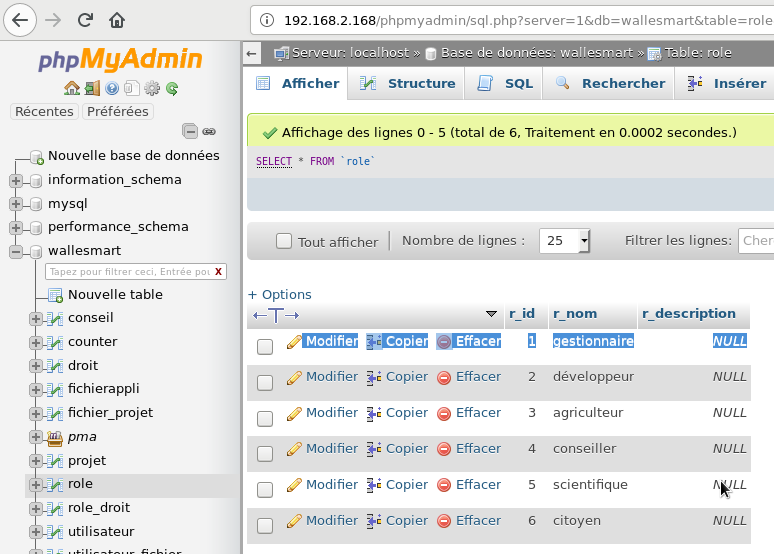 192.168.2.168/phpmyadmin/sql.php?server=1&db=wallesmart&table=role
phpMyAdmin
Récentes Préférées
Nouvelle base de données
information_schema
mysql
performance_schema
wallesmart
Tapez pour filtrer ceci, Entrée pou X
Nouvelle table
conseil
counter
droit
fichierappli
fichier_projet
pma
projet
role
role_droit
utilisateur
utilisateur_fichier
← Serveur: localhost » Base de données: wallesmart » Table: role
Afficher Structure SQL Rechercher Insérer
Affichage des lignes 0 - 5 (total de 6, Traitement en 0.0002 secondes.)
SELECT * FROM `role`
Tout afficher | Nombre de lignes : 25 Filtrer les lignes: Cher
+ Options
←T→ r_id r_nom r_description
Modifier Copier Effacer 1 gestionnaire NULL
Modifier Copier Effacer 2 développeur NULL
Modifier Copier Effacer 3 agriculteur NULL
Modifier Copier Effacer 4 conseiller NULL
Modifier Copier Effacer 5 scientifique NULL
Modifier Copier Effacer 6 citoyen NULL